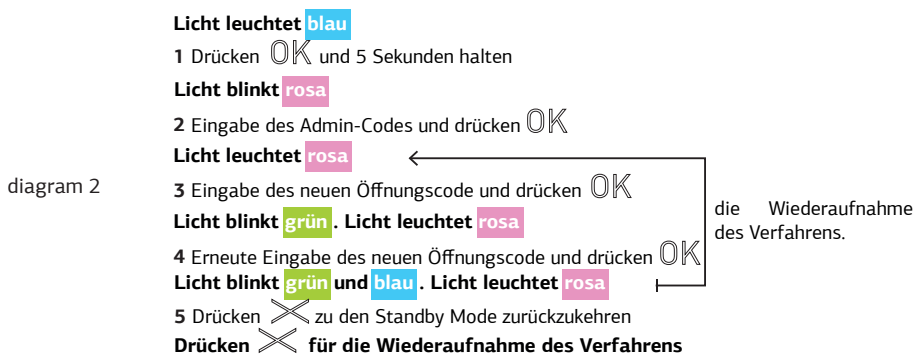 Licht leuchtet blau
1 Drücken OK und 5 Sekunden halten
Licht blinkt rosa
2 Eingabe des Admin-Codes und drücken OK
Licht leuchtet rosa
diagram 2
3 Eingabe des neuen Öffnungscode und drücken OK
Licht blinkt grün. Licht leuchtet rosa
die Wiederaufnahme
des Verfahrens.
4 Erneute Eingabe des neuen Öffnungscode und drücken OK
Licht blinkt grün und blau. Licht leuchtet rosa
5 Drücken X zu den Standby Mode zurückzukehren
Drücken X für die Wiederaufnahme des Verfahrens